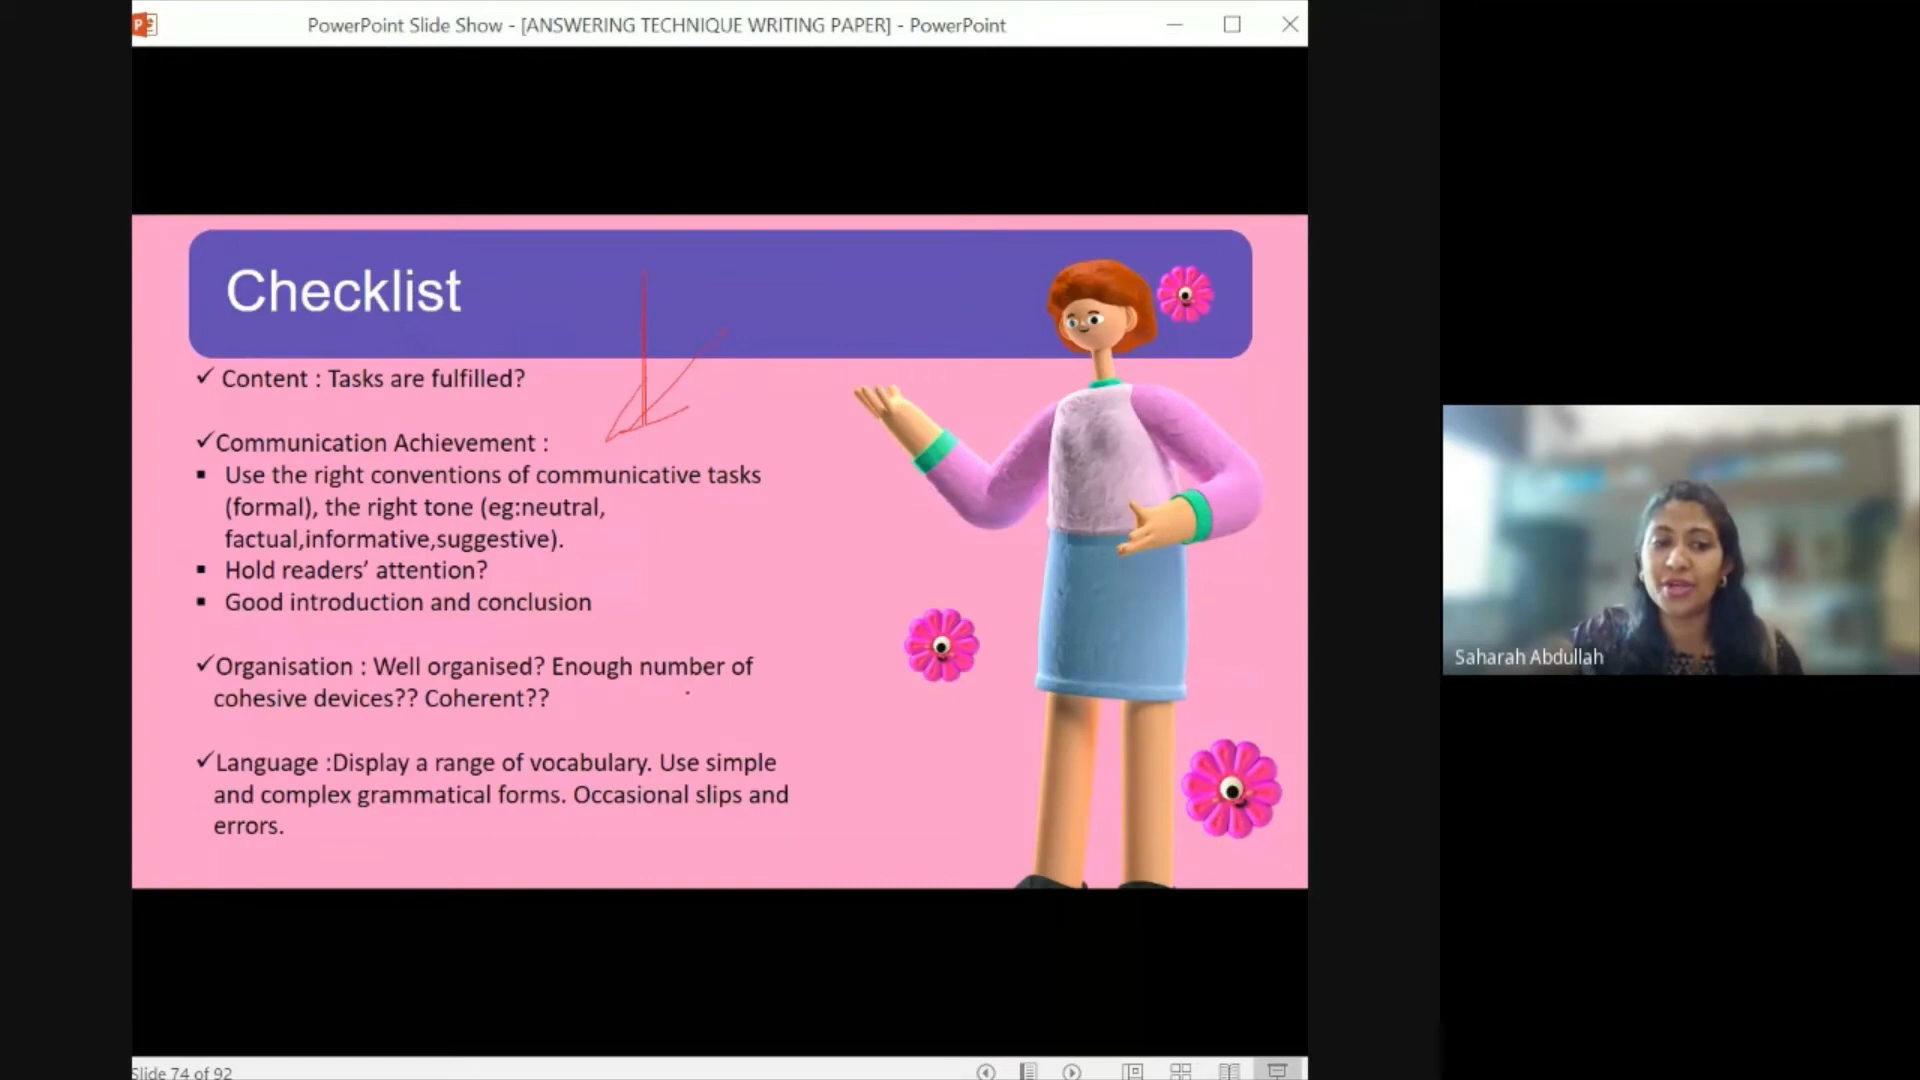 PowerPoint Slide Show - [ANSWERING TECHNIQUE WRITING PAPER] - PowerPoint
Checklist
✓ Content : Tasks are fulfilled?
✓Communication Achievement :
▪ Use the right conventions of communicative tasks
(formal), the right tone (eg:neutral,
factual,informative,suggestive).
▪ Hold readers’ attention?
▪ Good introduction and conclusion
✓Organisation : Well organised? Enough number of
cohesive devices?? Coherent??
✓Language :Display a range of vocabulary. Use simple
and complex grammatical forms. Occasional slips and
errors.
Saharah Abdullah
Slide 74 of 92